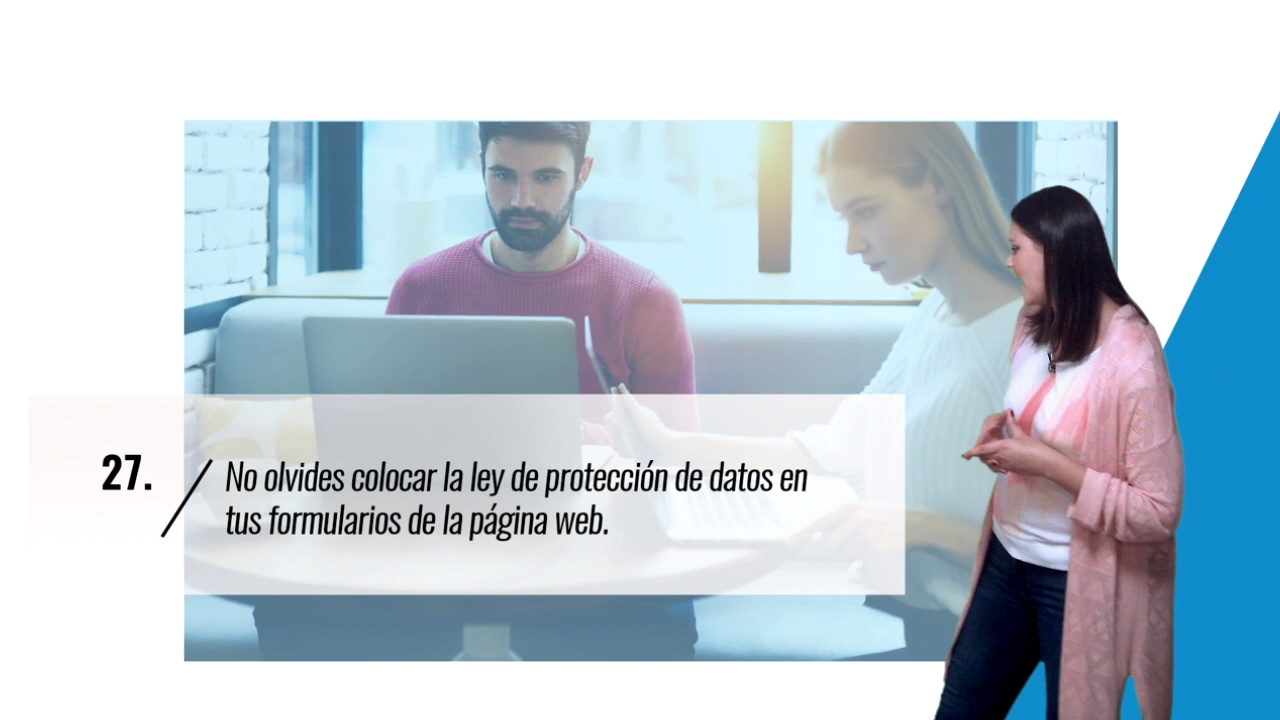 27.
No olvides colocar la ley de protección de datos en
tus formularios de la página web.